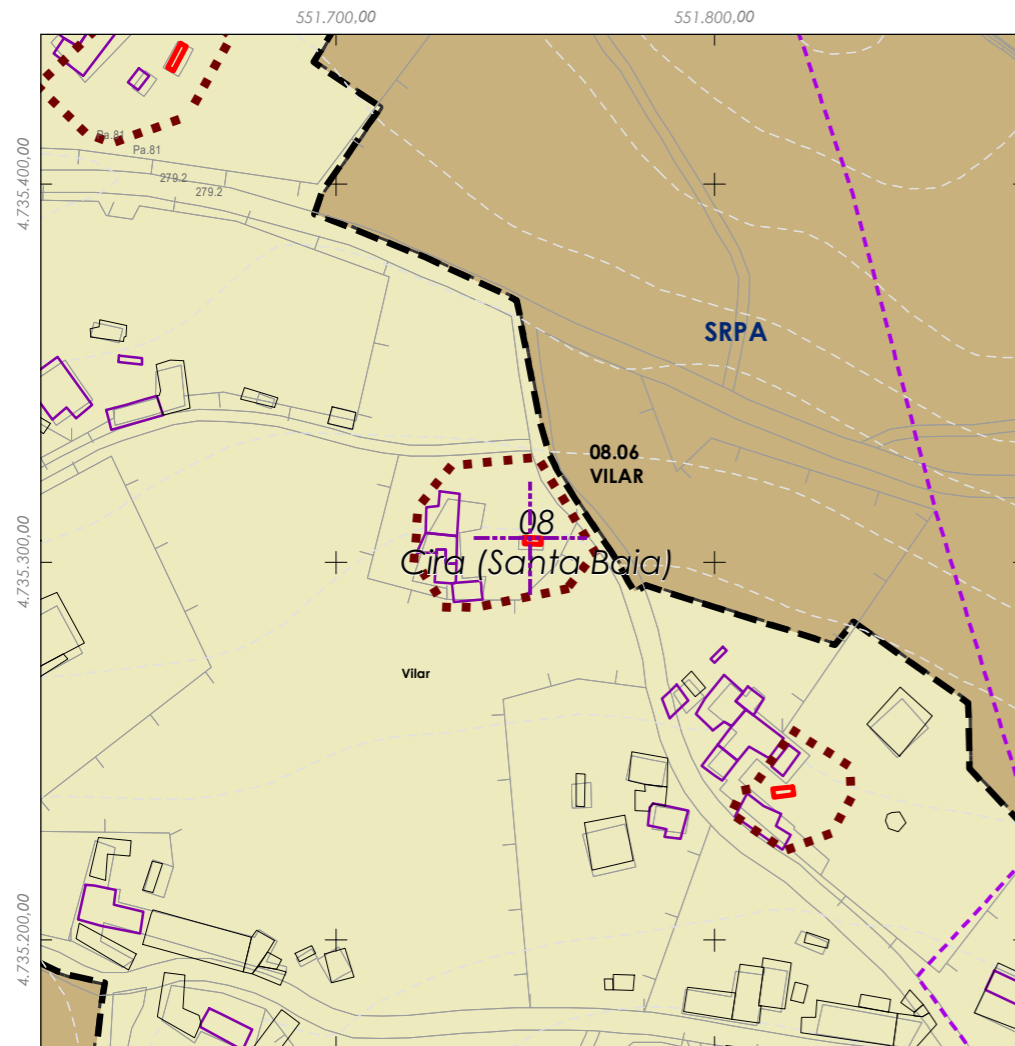 551.700,00
551.800,00
4.735.400,00
Pa.81
Pa.81
279.2
279.2
SRPA
08.06
VILAR
4.735.300,00
08
Cira (Santa Baia)
Vilar
4.735.200,00